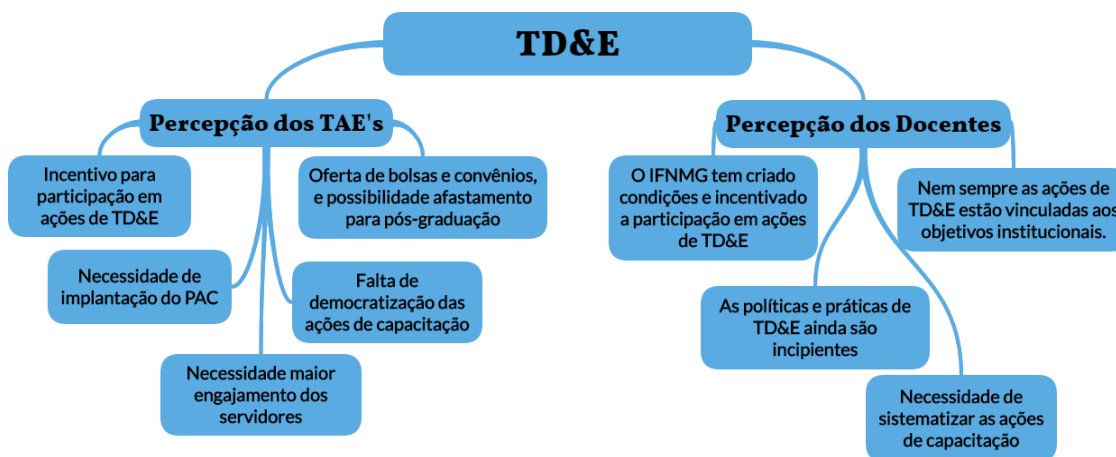 TD&E
Percepção dos TAE's
Incentivo para
participação em
ações de TD&E
Oferta de bolsas e convênios,
e possibilidade afastamento
para pós-graduação
Necessidade de
implantação do PAC
Falta de
democratização das
ações de capacitação
Necessidade maior
engajamento dos
servidores
Percepção dos Docentes
O IFNMG tem criado
condições e incentivado
a participação em ações
de TD&E
Nem sempre as ações de
TD&E estão vinculadas aos
objetivos institucionais.
As políticas e práticas de
TD&E ainda são
incipientes
Necessidade de
sistematizar as ações
de capacitação